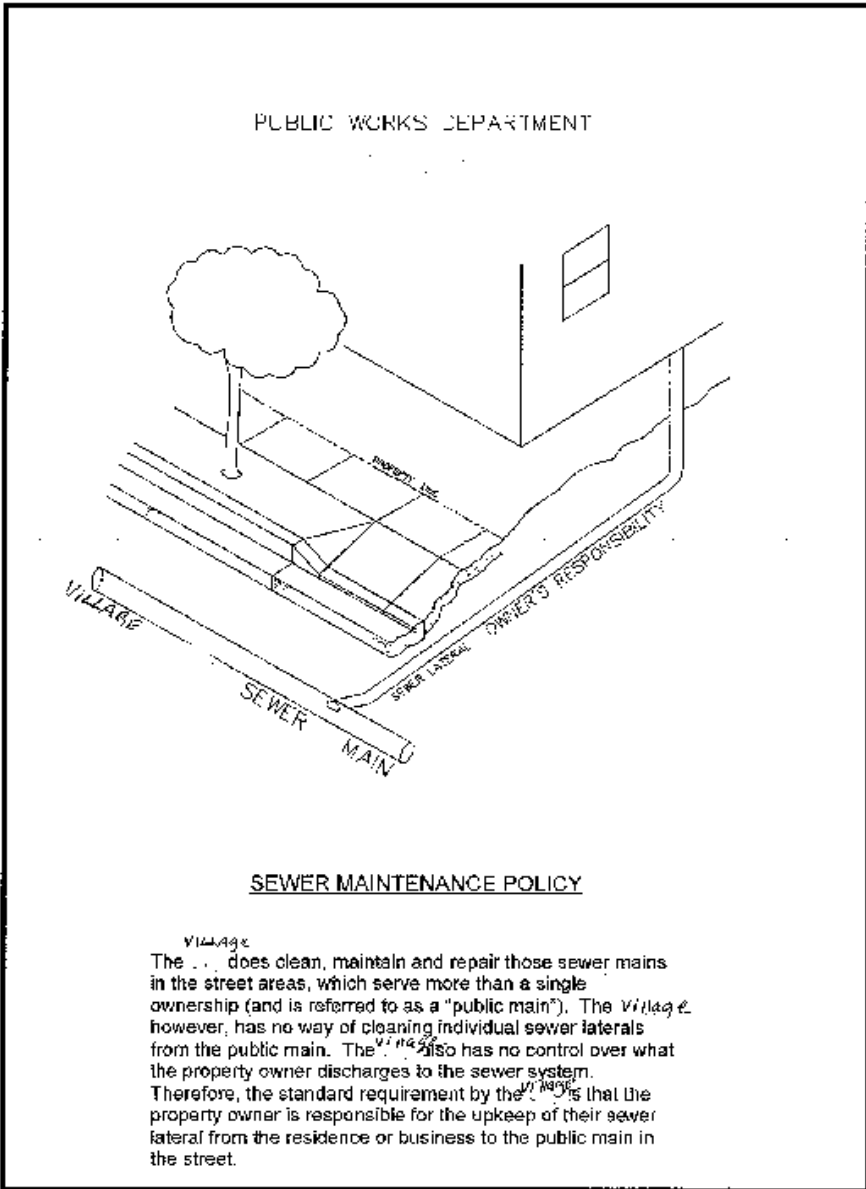 PUBLIC WORKS DEPARTMENT
PROPERTY LINE
OWNER'S RESPONSIBILITY
SEWER LATERAL
VILLAGE
SEWER
MAIN
SEWER MAINTENANCE POLICY
Village
The does clean, maintain and repair those sewer mains
in the street areas, which serve more than a single
ownership (and is referred to as a "public main"). The Village
however, has no way of cleaning individual sewer laterals
from the public main. The Village also has no control over what
the property owner discharges to the sewer system.
Therefore, the standard requirement by the Village is that the
property owner is responsible for the upkeep of their sewer
lateral from the residence or business to the public main in
the street.